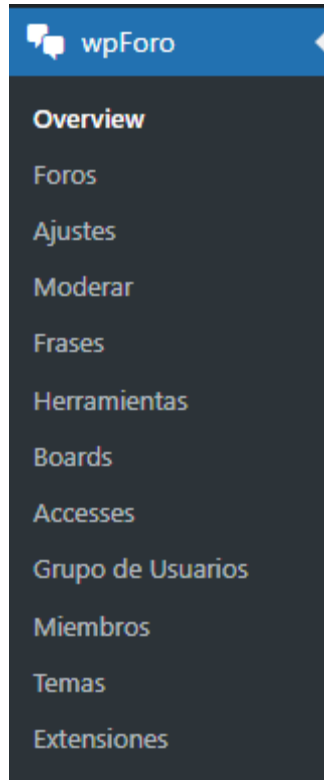 wpForo
Overview
Foros
Ajustes
Moderar
Frases
Herramientas
Boards
Accesses
Grupo de Usuarios
Miembros
Temas
Extensiones